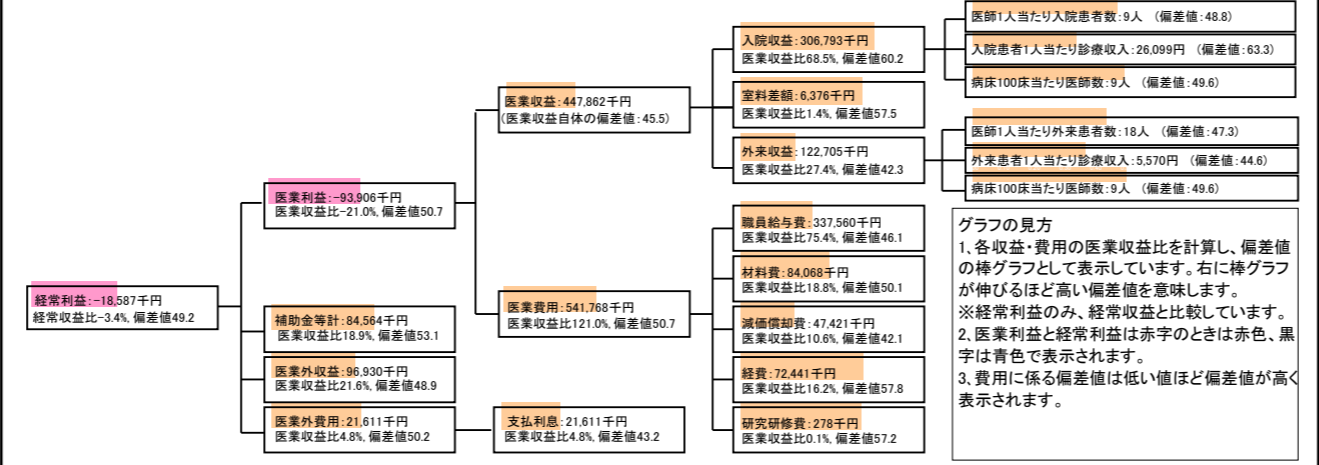 経常利益:-18,587千円
経常収益比-3.4%, 偏差値49.2
医業利益:-93,906千円
医業収益比-21.0%, 偏差値50.7
補助金等計:84,564千円
医業収益比18.9%, 偏差値53.1
医業外収益:96,930千円
医業収益比21.6%, 偏差値48.9
医業外費用:21,611千円
医業収益比4.8%, 偏差値50.2
医業収益:447,862千円
(医業収益自体の偏差値:45.5)
医業費用:541,768千円
医業収益比121.0%, 偏差値50.7
支払利息:21,611千円
医業収益比4.8%, 偏差値43.2
入院収益:306,793千円
医業収益比68.5%, 偏差値60.2
室料差額:6,376千円
医業収益比1.4%, 偏差値57.5
外来収益:122,705千円
医業収益比27.4%, 偏差値42.3
職員給与費:337,560千円
医業収益比75.4%, 偏差値46.1
材料費:84,068千円
医業収益比18.8%, 偏差値50.1
減価償却費:47,421千円
医業収益比10.6%, 偏差値42.1
経費:72,441千円
医業収益比16.2%, 偏差値57.8
研究研修費:278千円
医業収益比0.1%, 偏差値57.2
医師1人当たり入院患者数:9人 (偏差値:48.8)
入院患者1人当たり診療収入:26,099円 (偏差値:63.3)
病床100床当たり医師数:9人 (偏差値:49.6)
医師1人当たり外来患者数:18人 (偏差値:47.3)
外来患者1人当たり診療収入:5,570円 (偏差値:44.6)
病床100床当たり医師数:9人 (偏差値:49.6)
グラフの見方
1、各収益・費用の医業収益比を計算し、偏差値
の棒グラフとして表示しています。右に棒グラフ
が伸びるほど高い偏差値を意味します。
※経常利益のみ、経常収益と比較しています。
2、医業利益と経常利益は赤字のときは赤色、黒
字は青色で表示されます。
3、費用に係る偏差値は低い値ほど偏差値が高く
表示されます。